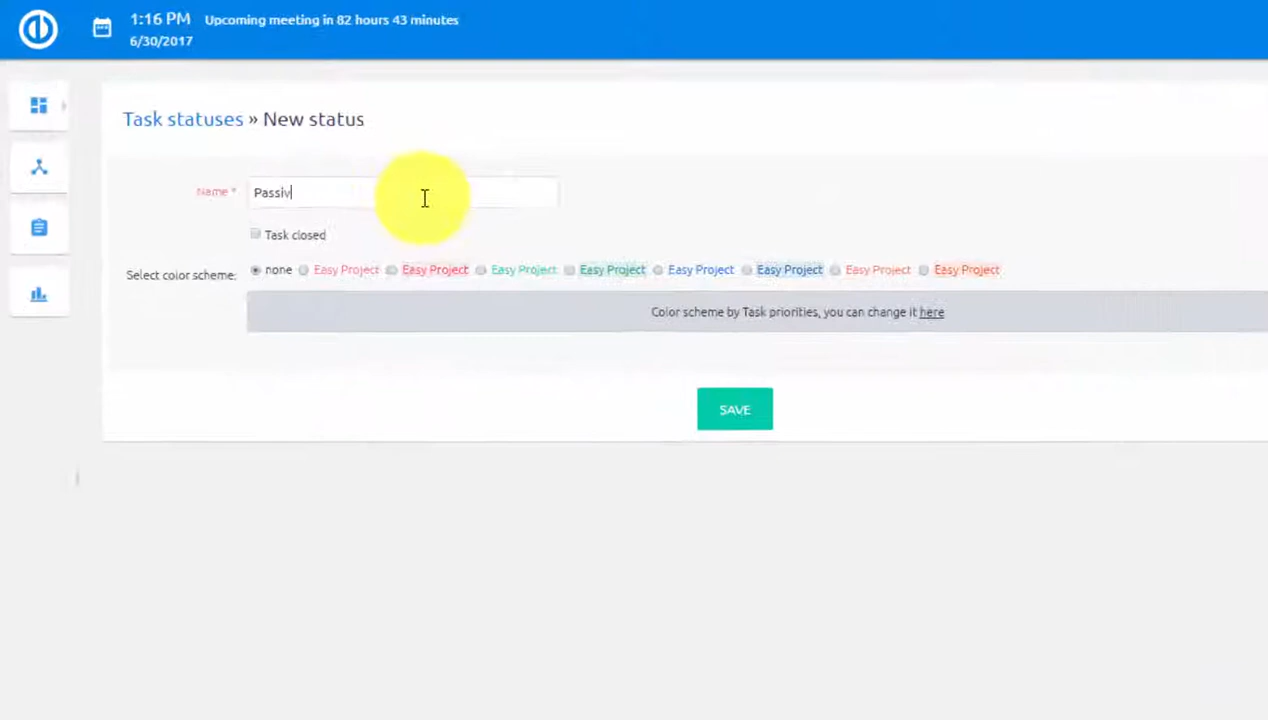 1:16 PM Upcoming meeting in 82 hours 43 minutes
6/30/2017
Task statuses » New status
Name * Passiv
Task closed
Select color scheme: none Easy Project Easy Project Easy Project Easy Project Easy Project Easy Project Easy Project Easy Project
Color scheme by Task priorities, you can change it here
SAVE